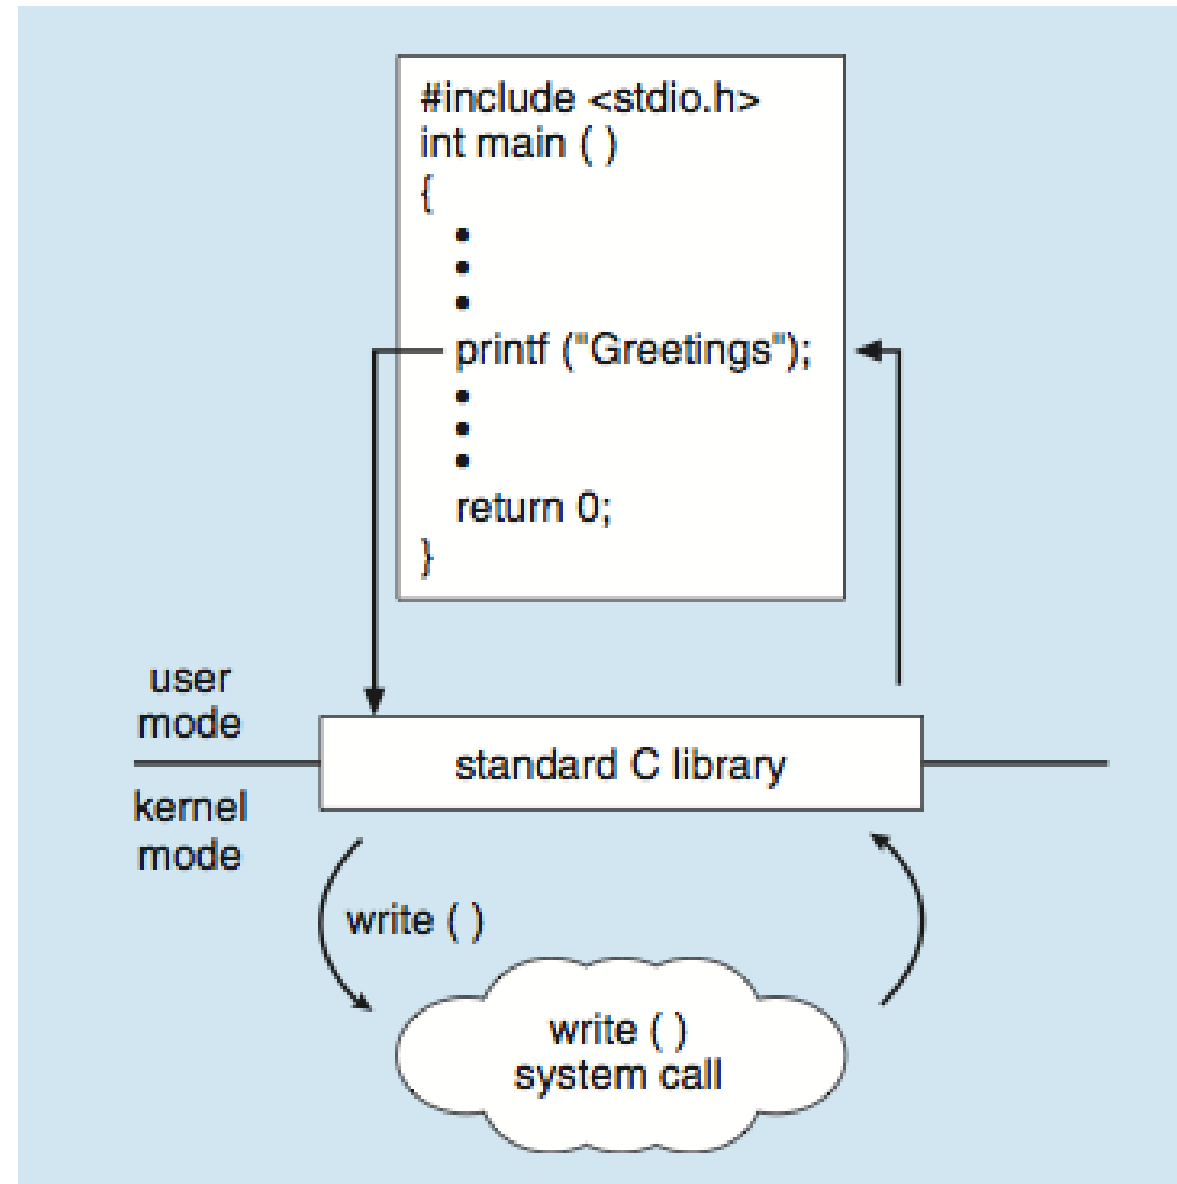 #include <stdio.h>
int main ( )
{
•
•
•
printf ("Greetings");
•
•
•
return 0;
}
user
mode
standard C library
kernel
mode
write ( )
write ( )
system call